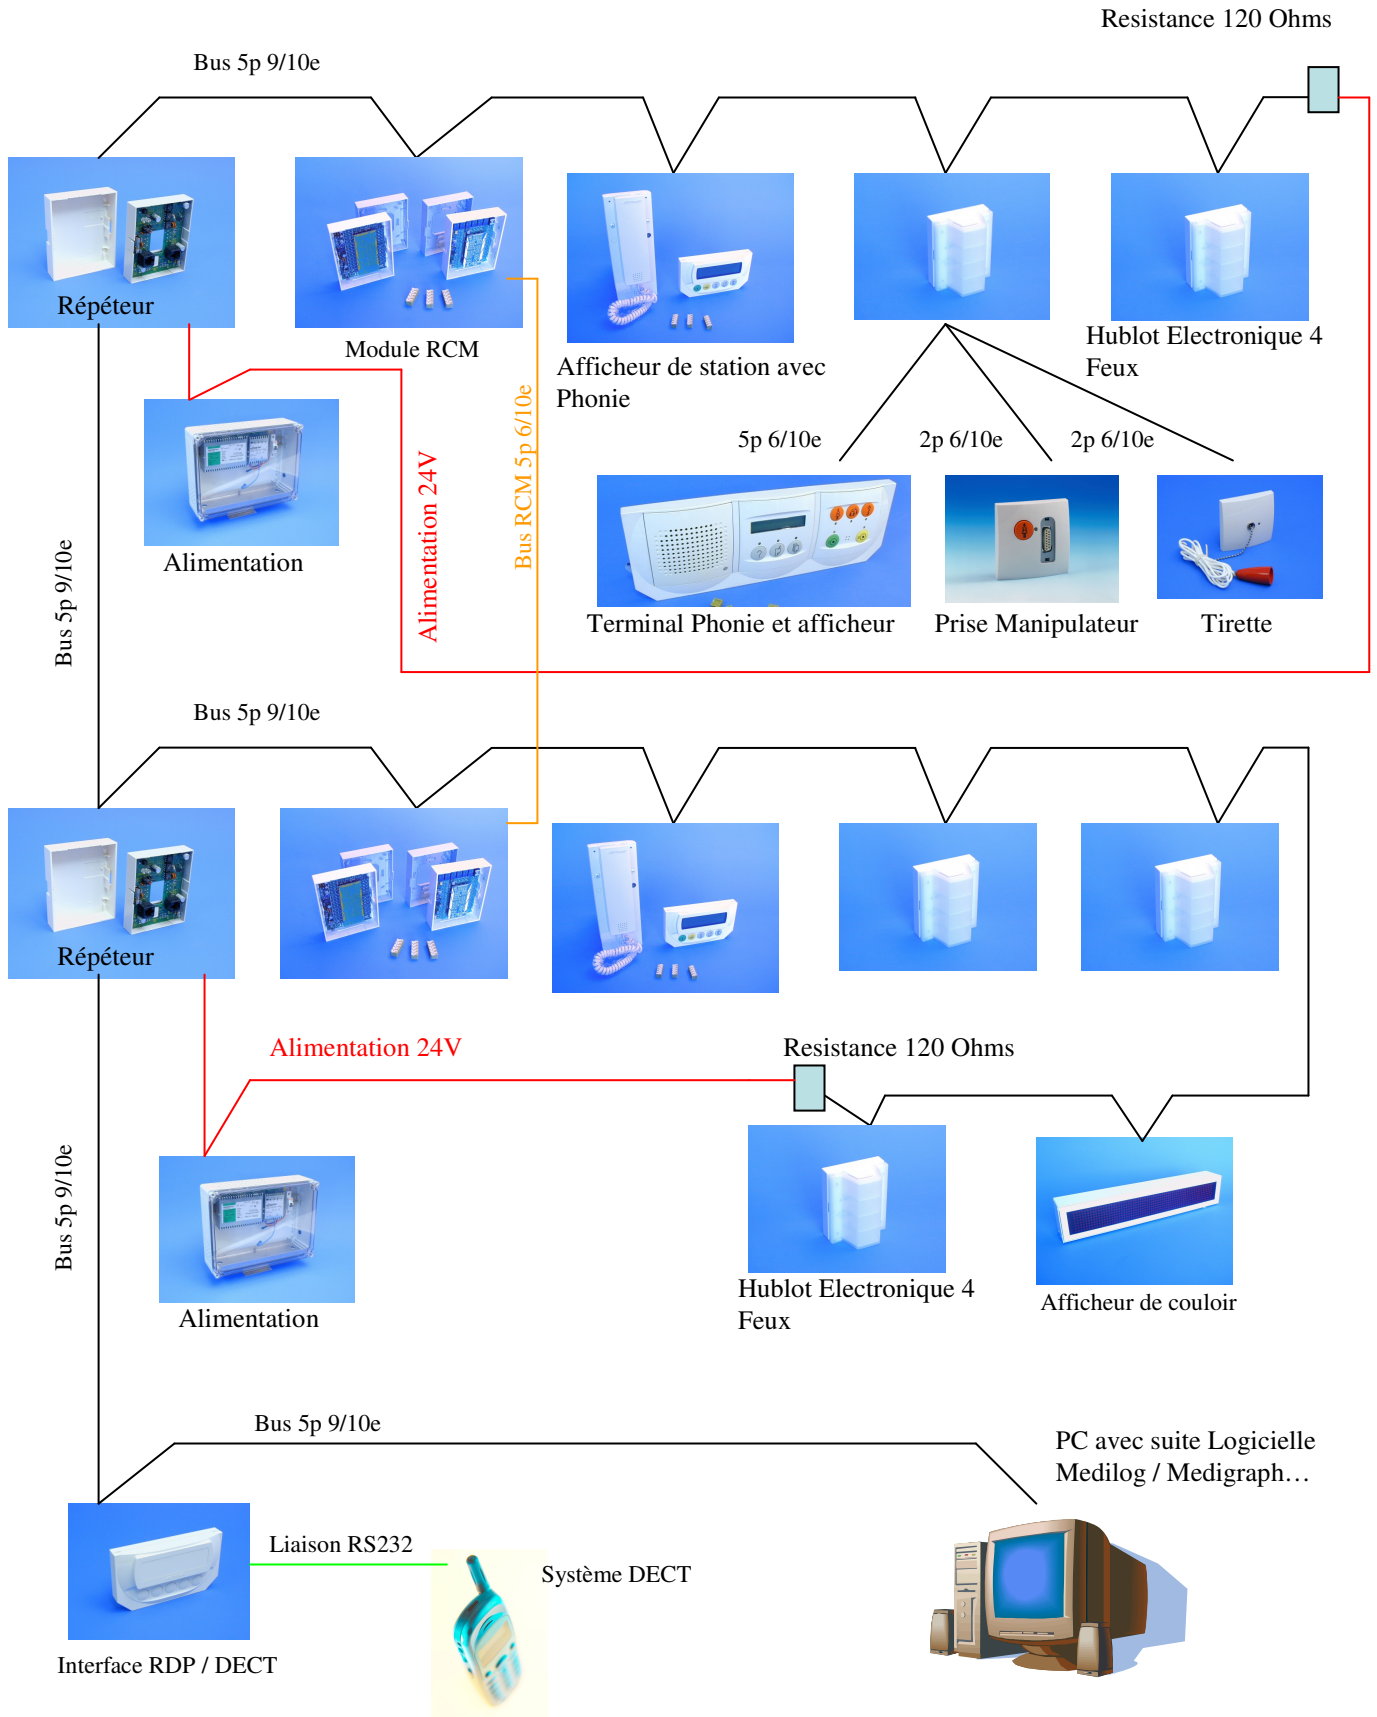 Resistance 120 Ohms
Bus 5p 9/10e
Répéteur
Module RCM
Afficheur de station avec
Phonie
Hublot Electronique 4
Feux
5p 6/10e
2p 6/10e
2p 6/10e
Alimentation
Alimentation 24V
Bus RCM 5p 6/10e
Bus 5p 9/10e
Terminal Phonie et afficheur
Prise Manipulateur
Tirette
Bus 5p 9/10e
Répéteur
Alimentation 24V
Resistance 120 Ohms
Bus 5p 9/10e
Alimentation
Hublot Electronique 4
Feux
Afficheur de couloir
Bus 5p 9/10e
PC avec suite Logicielle
Medilog / Medigraph…
Liaison RS232
Système DECT
Interface RDP / DECT